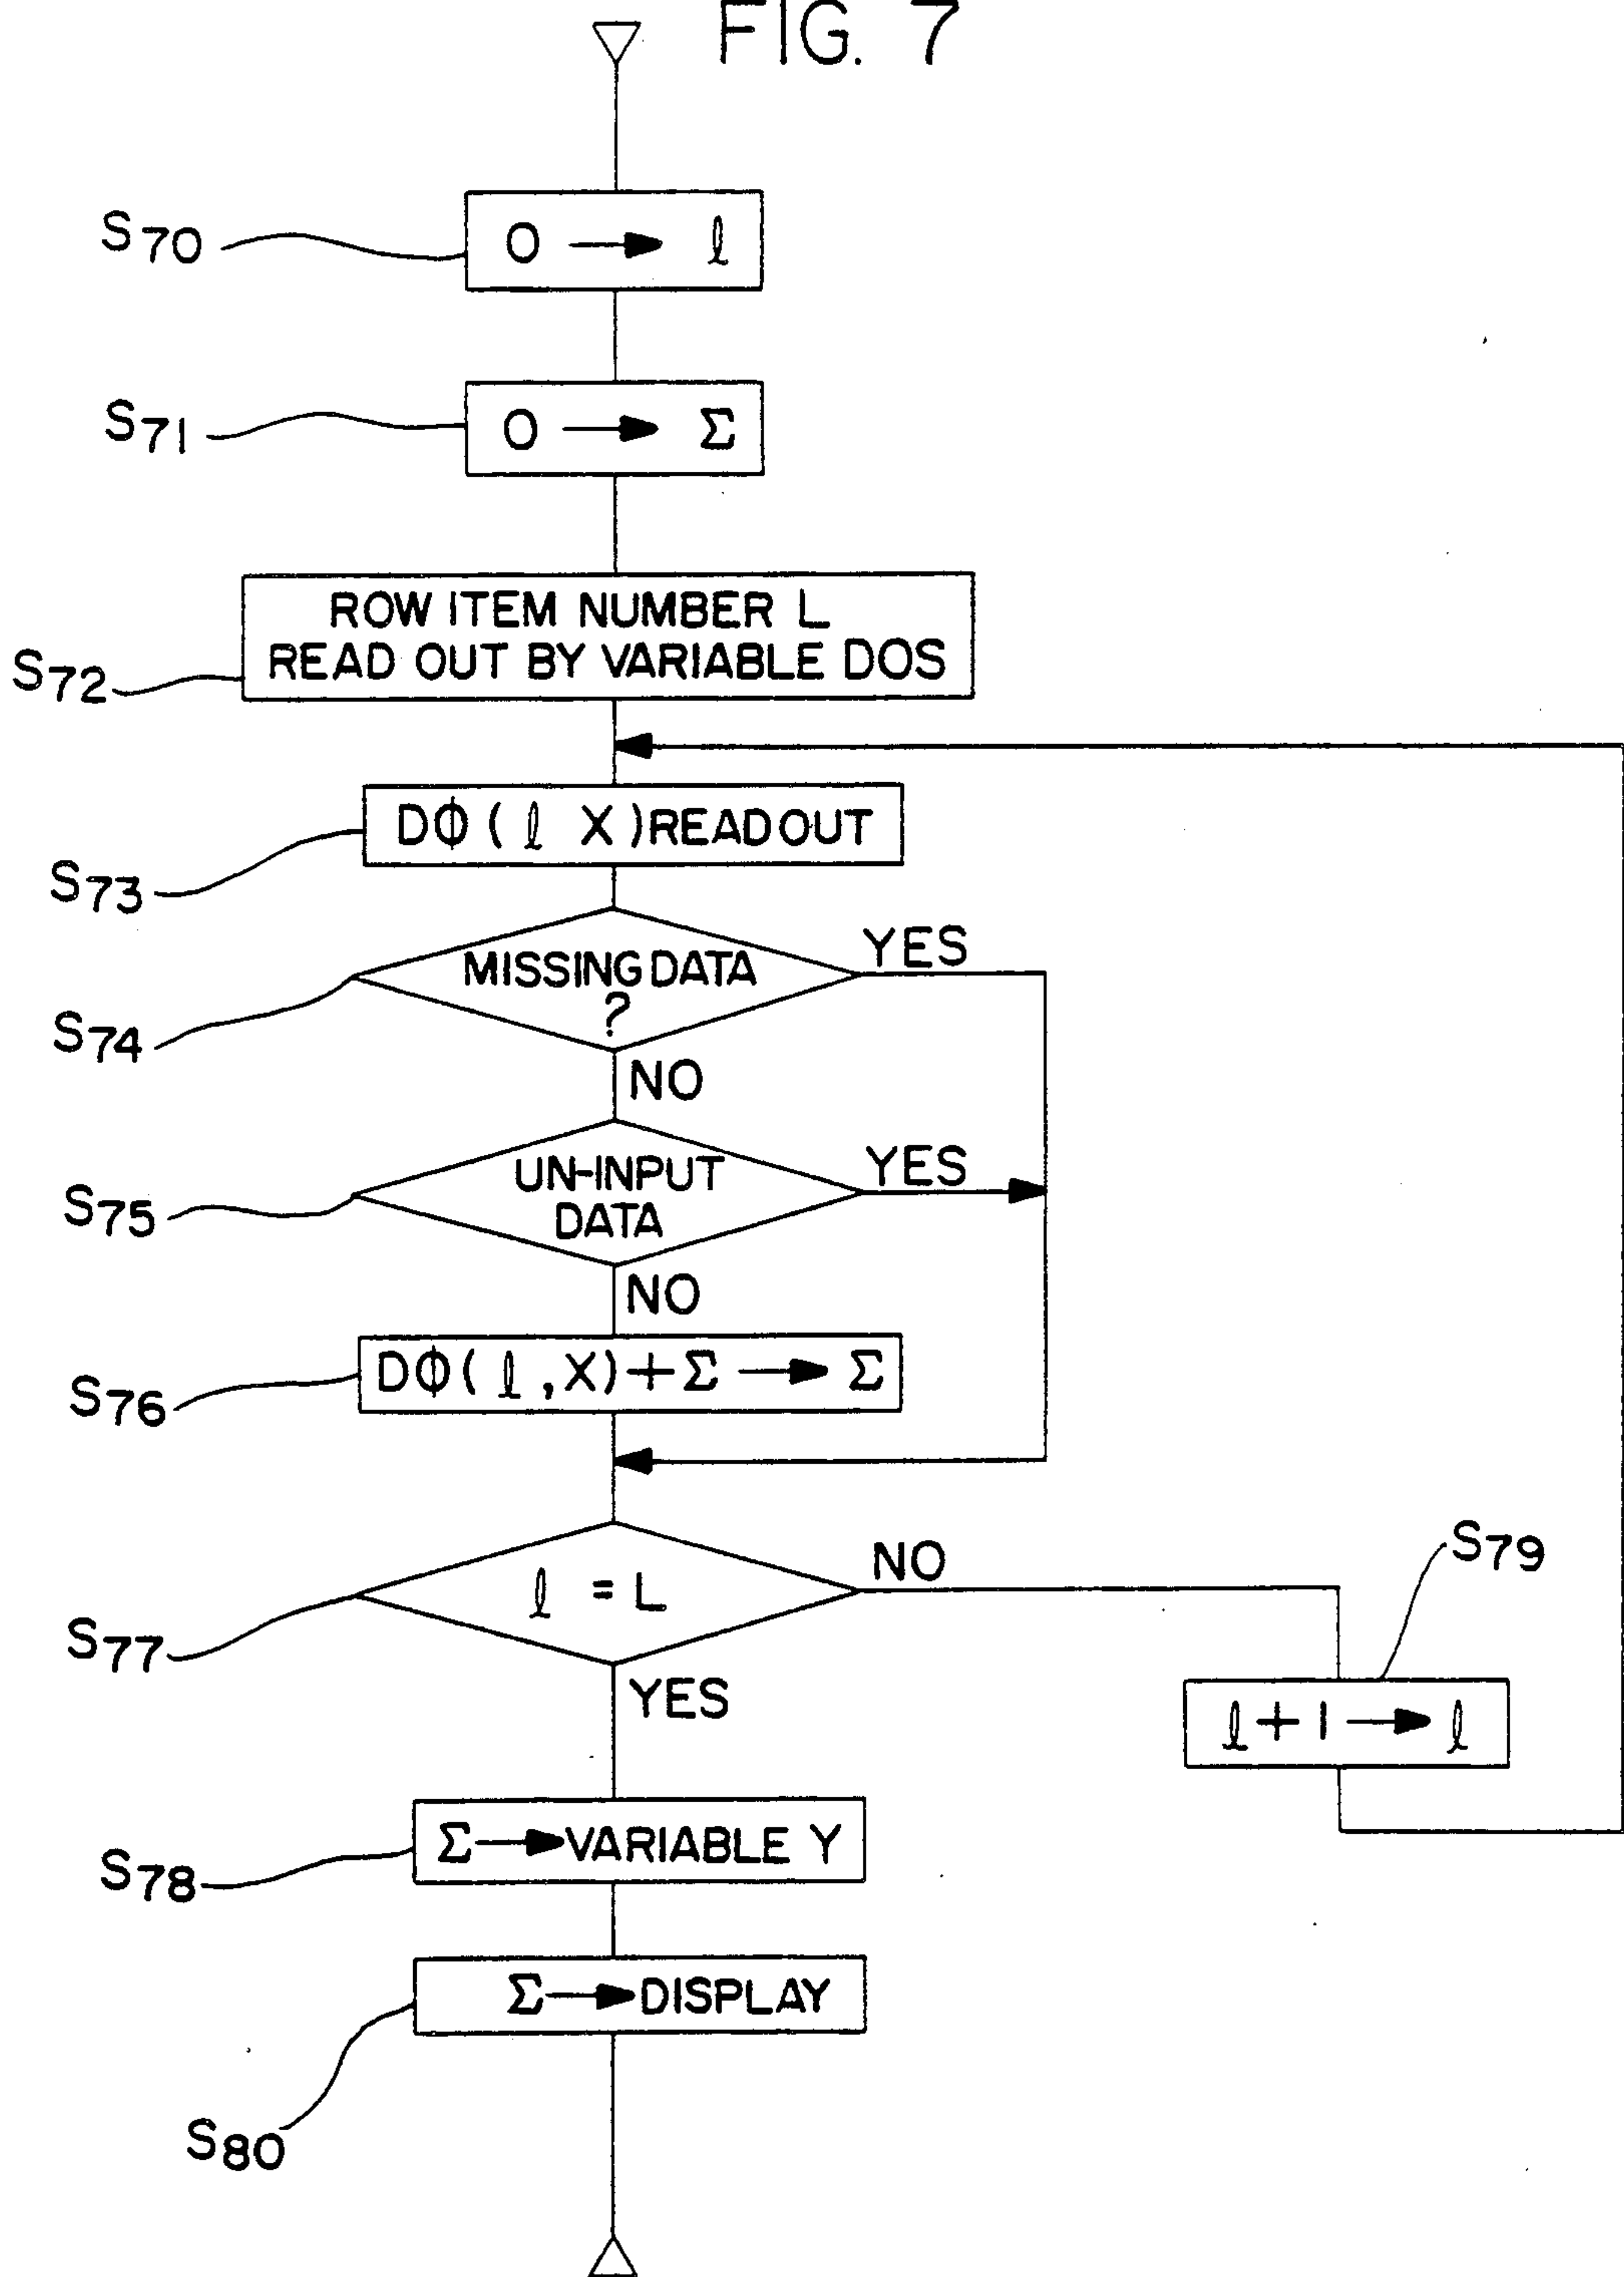 FIG. 7
S70
O → ℓ
S71
O → Σ
S72
ROW ITEM NUMBER L
READ OUT BY VARIABLE DOS
S73
DΦ ( ℓ X ) READ OUT
S74
MISSING DATA
?
YES
NO
S75
UN-INPUT
DATA
YES
NO
S76
DΦ ( ℓ , X ) + Σ → Σ
S77
ℓ = L
NO
YES
S79
ℓ + 1 → ℓ
S78
Σ → VARIABLE Y
S80
Σ → DISPLAY